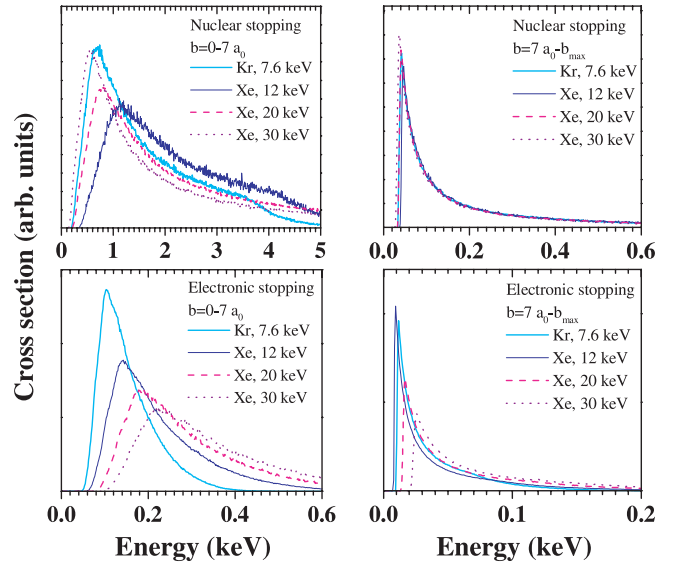 Cross section (arb. units)
Nuclear stopping
b=0-7 a0
Kr, 7.6 keV
Xe, 12 keV
Xe, 20 keV
Xe, 30 keV
0 1 2 3 4 5
Nuclear stopping
b=7 a0-bmax
Kr, 7.6 keV
Xe, 12 keV
Xe, 20 keV
Xe, 30 keV
0.0 0.2 0.4 0.6
Electronic stopping
b=0-7 a0
Kr, 7.6 keV
Xe, 12 keV
Xe, 20 keV
Xe, 30 keV
0.0 0.2 0.4 0.6
Energy (keV)
Electronic stopping
b=7 a0-bmax
Kr, 7.6 keV
Xe, 12 keV
Xe, 20 keV
Xe, 30 keV
0.0 0.1 0.2
Energy (keV)